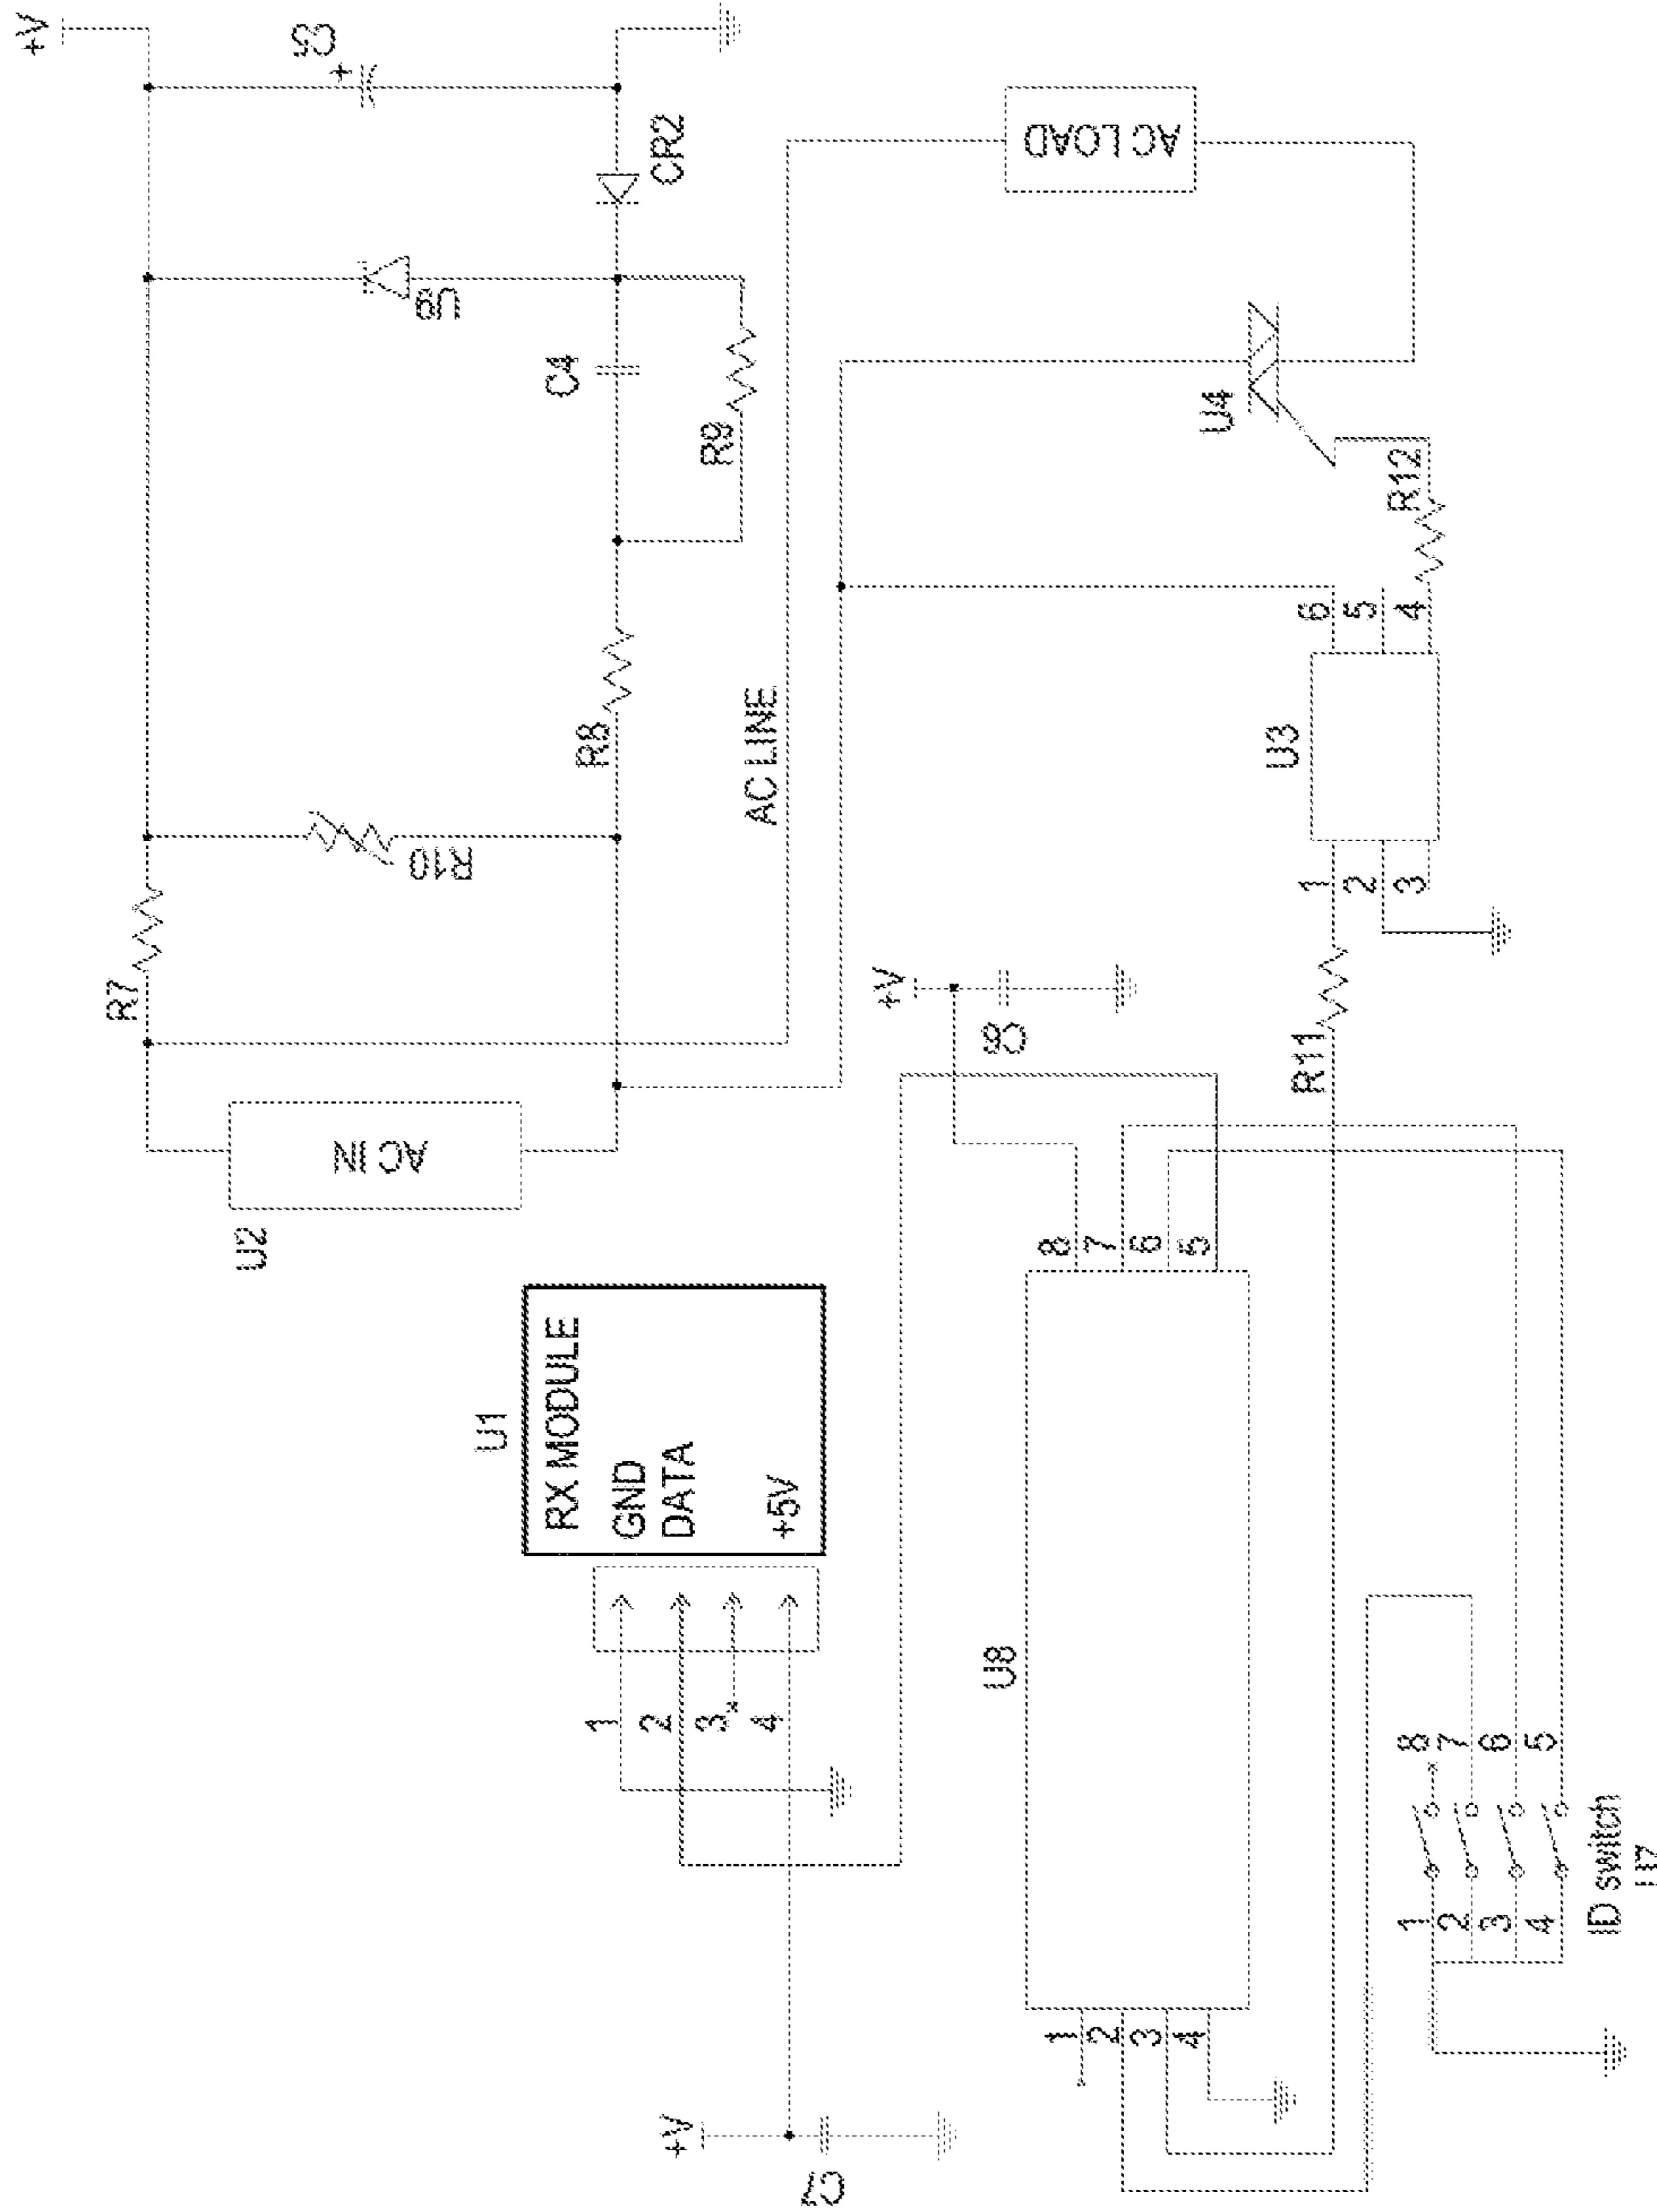 +V
C5
+
CR2
U9
C4
R9
R8
R10
R7
AC IN
U2
AC LINE
AC LOAD
U4
R12
6
5
4
U3
1
2
3
R11
+V
C6
U1
RX MODULE
GND
DATA
+5V
1
2
3
4
8
7
6
5
U8
1
2
3
4
+V
C7
8
7
6
5
1
2
3
4
ID switch
U7